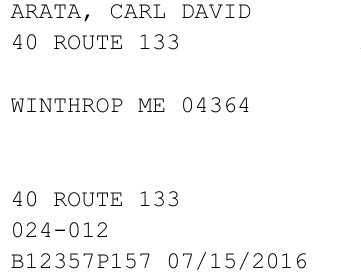 ARATA, CARL DAVID
40 ROUTE 133
WINTHROP ME 04364
40 ROUTE 133
024-012
B12357P157 07/15/2016